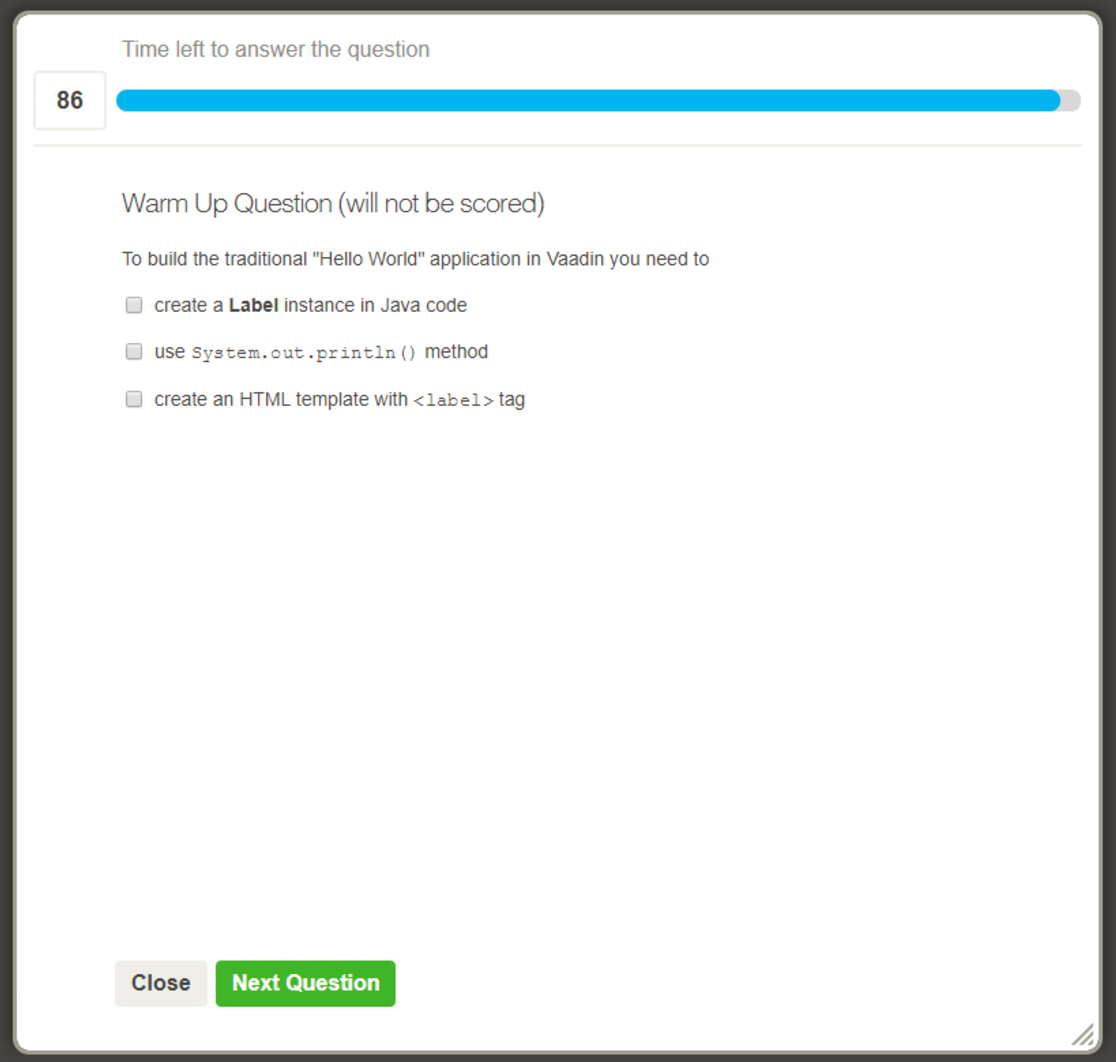 Time left to answer the question
86
Warm Up Question (will not be scored)
To build the traditional "Hello World" application in Vaadin you need to
create a Label instance in Java code
use System.out.println() method
create an HTML template with <label> tag
Close Next Question